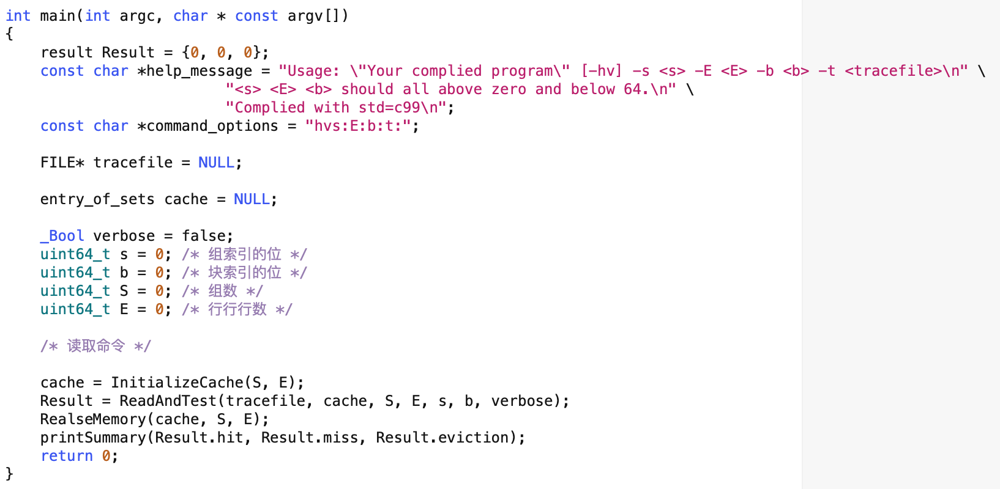 int main(int argc, char * const argv[])
{
    result Result = {0, 0, 0};
    const char *help_message = "Usage: \"Your complied program\" [-hv] -s <s> -E <E> -b <b> -t <tracefile>\n" \
                     "<s> <E> <b> should all above zero and below 64.\n" \
                     "Complied with std=c99\n";
    const char *command_options = "hvs:E:b:t:";

    FILE* tracefile = NULL;

    entry_of_sets cache = NULL;

    _Bool verbose = false;
    uint64_t s = 0; /* 组索引的位 */
    uint64_t b = 0; /* 块索引的位 */
    uint64_t S = 0; /* 组数 */
    uint64_t E = 0; /* 行行行数 */

    /* 读取命令 */

    cache = InitializeCache(S, E);
    Result = ReadAndTest(tracefile, cache, S, E, s, b, verbose);
    RealseMemory(cache, S, E);
    printSummary(Result.hit, Result.miss, Result.eviction);
    return 0;
}